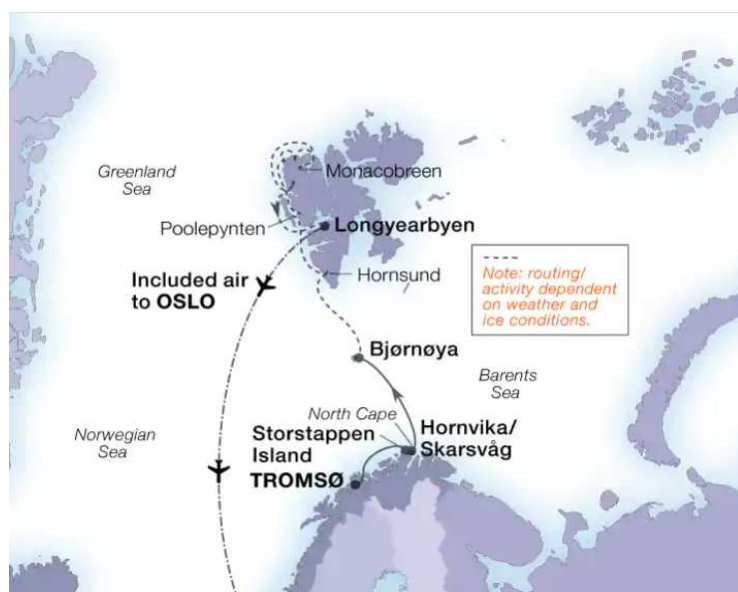 Greenland
Sea
Monacobreen
Poolepynten
Longyearbyen
Included air
to OSLO
Hornsund
Note: routing/
activity dependent
on weather and
ice conditions.
Bjørnøya
Barents
Sea
North Cape
Norwegian
Sea
Storstappen
Island
Hornvika/
Skarsvåg
TROMSØ